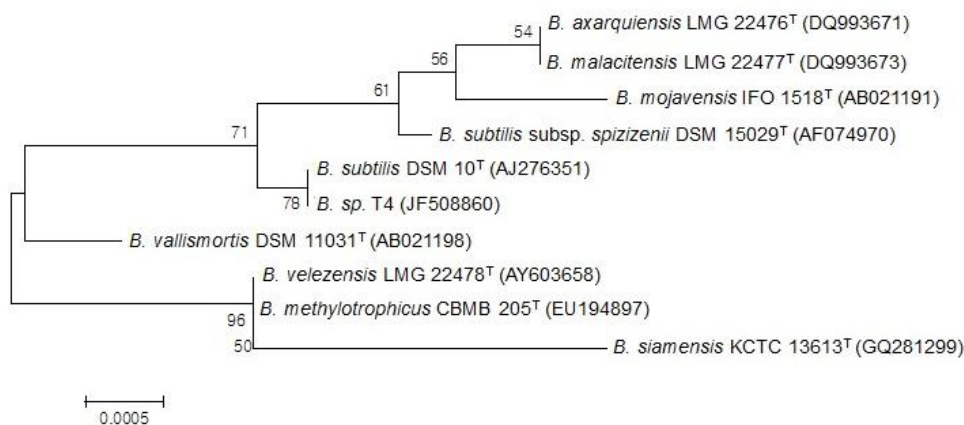 54
B. axarquiensis LMG 22476ᵀ (DQ993671)
56
B. malacitensis LMG 22477ᵀ (DQ993673)
61
B. mojavensis IFO 1518ᵀ (AB021191)
71
B. subtilis subsp. spizizenii DSM 15029ᵀ (AF074970)
B. subtilis DSM 10ᵀ (AJ276351)
78
B. sp. T4 (JF508860)
B. vallismortis DSM 11031ᵀ (AB021198)
B. velezensis LMG 22478ᵀ (AY603658)
B. methylotrophicus CBMB 205ᵀ (EU194897)
96
50
B. siamensis KCTC 13613ᵀ (GQ281299)
0.0005